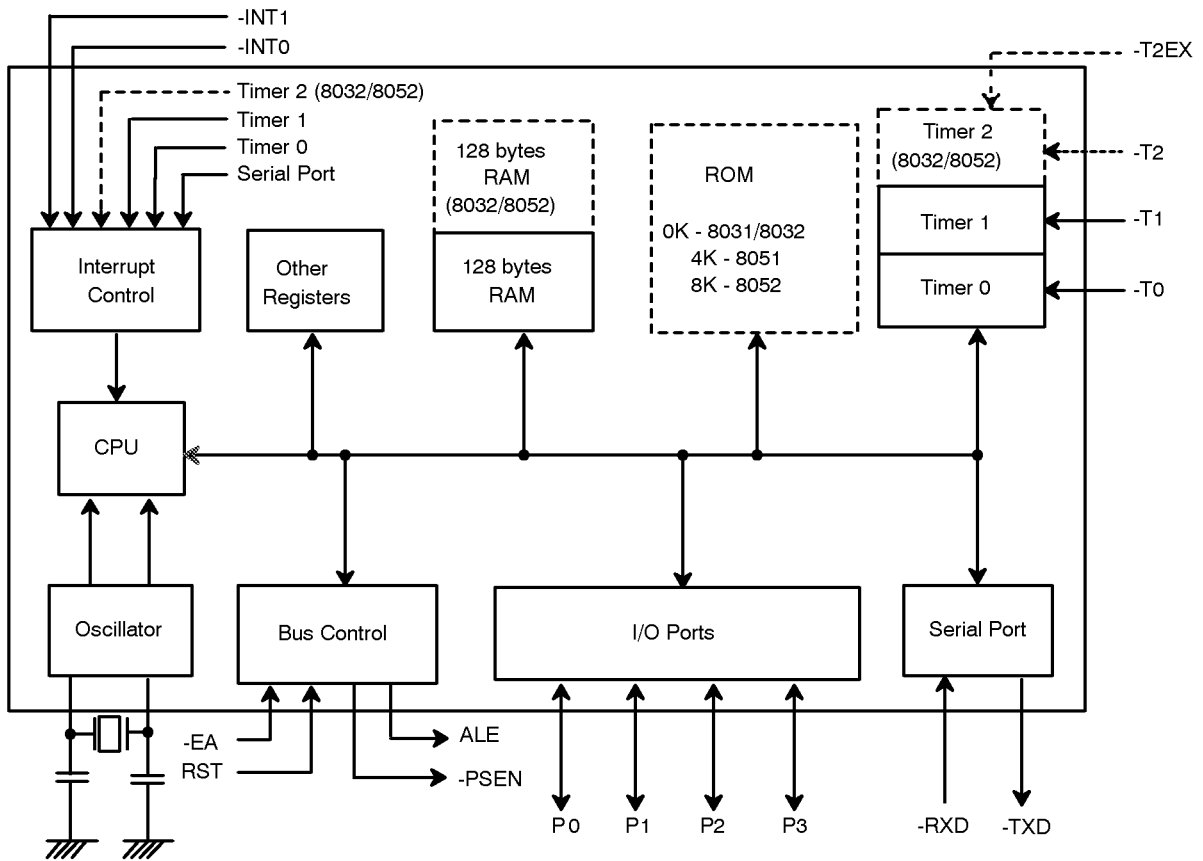 -INT1
-INT0
-T2EX
Timer 2 (8032/8052)
Timer 1
Timer 0
Serial Port
128 bytes
RAM
(8032/8052)
ROM
0K - 8031/8032
4K - 8051
8K - 8052
Timer 2
(8032/8052)
-T2
Timer 1
-T1
Timer 0
-T0
Interrupt
Control
Other
Registers
128 bytes
RAM
CPU
Oscillator
Bus Control
I/O Ports
Serial Port
-EA
RST
ALE
-PSEN
P0
P1
P2
P3
-RXD
-TXD